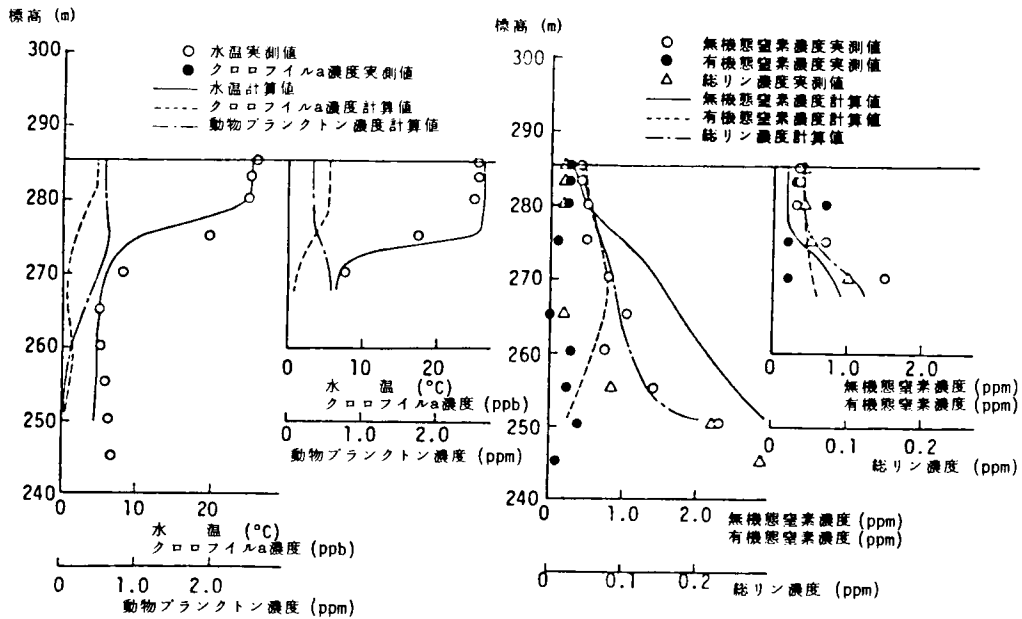 標高 (m)
300
295
290
285
280
270
260
250
240
○ 水温実測値
● クロロフイルa濃度実測値
水温計算値
クロロフイルa濃度計算値
動物プランクトン濃度計算値
0 10 20
水 温 (°C)
クロロフイルa濃度 (ppb)
0 1.0 2.0
動物プランクトン濃度 (ppm)
0 10 20
水 温 (°C)
クロロフイルa濃度 (ppb)
0 1.0 2.0
動物プランクトン濃度 (ppm)
標高 (m)
300
295
290
285
280
270
260
250
240
○ 無機態窒素濃度実測値
● 有機態窒素濃度実測値
△ 総リン濃度実測値
無機態窒素濃度計算値
有機態窒素濃度計算値
総リン濃度計算値
0 1.0 2.0
無機態窒素濃度 (ppm)
有機態窒素濃度 (ppm)
0 0.1 0.2
総リン濃度 (ppm)
0 1.0 2.0
無機態窒素濃度 (ppm)
有機態窒素濃度 (ppm)
0 0.1 0.2
総リン濃度 (ppm)